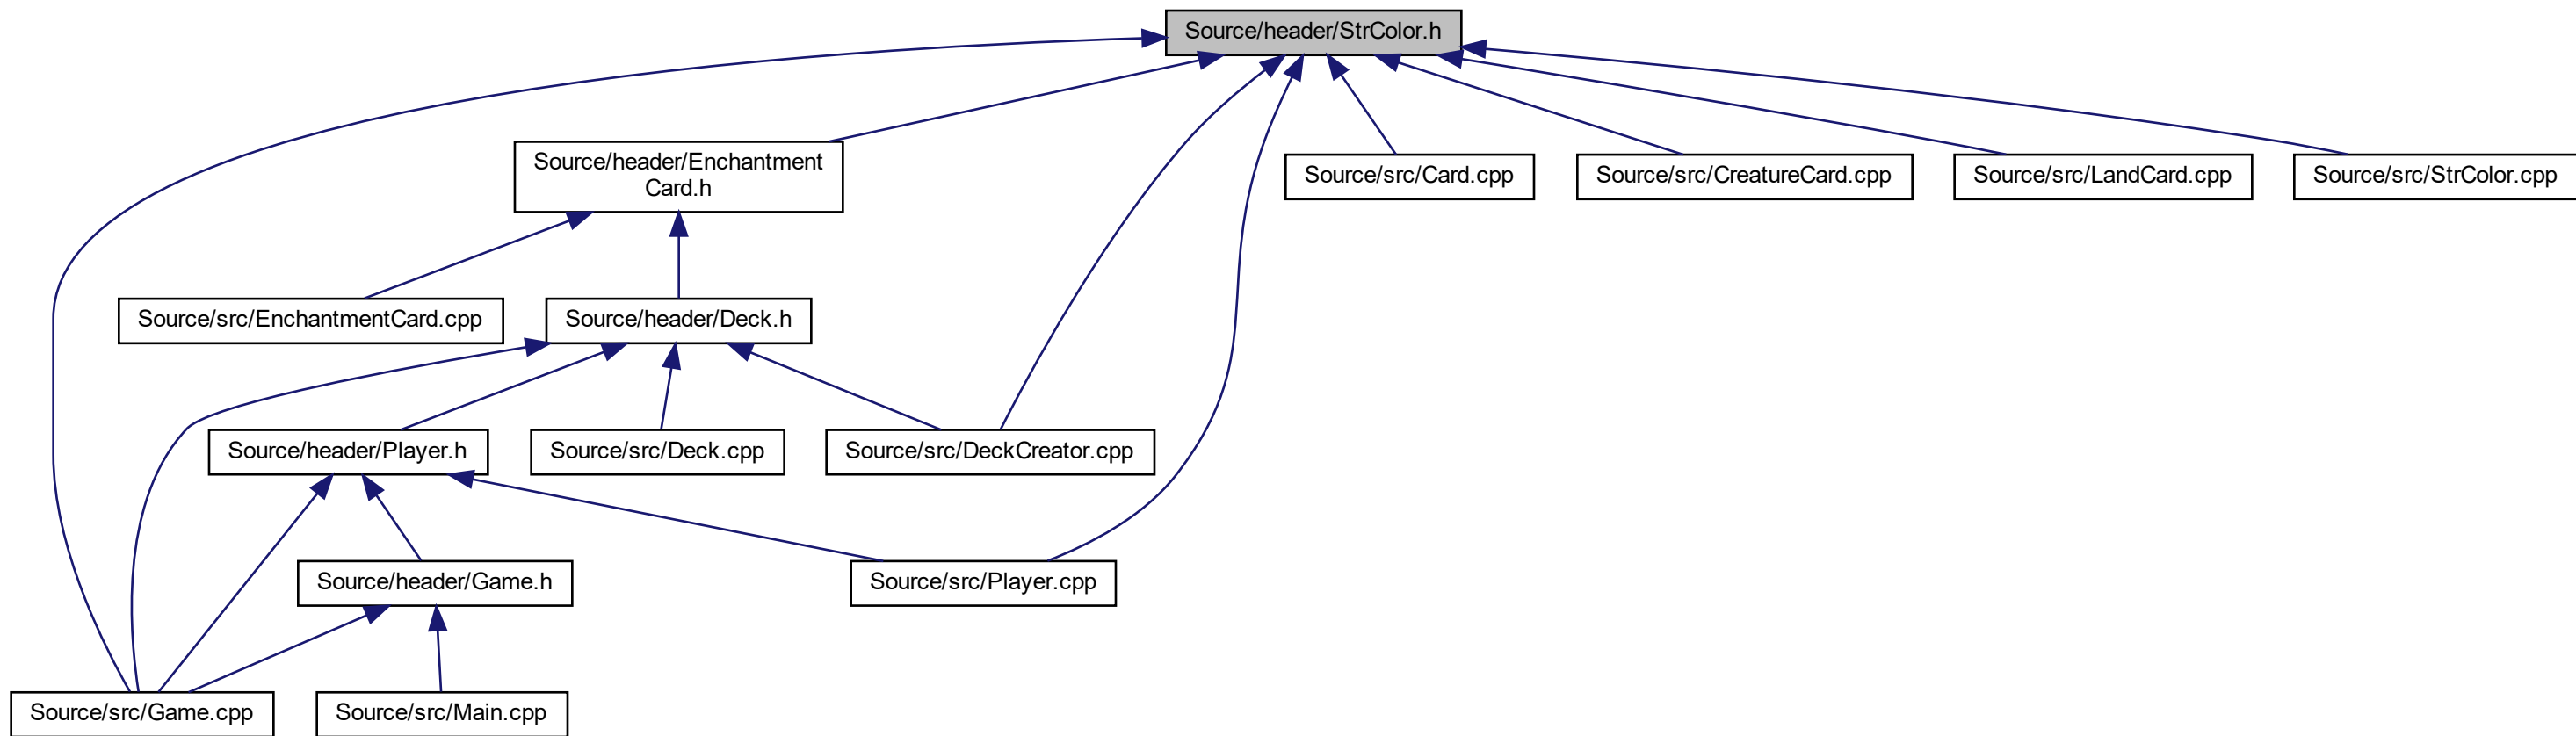 Source/header/StrColor.h
Source/header/Enchantment
Card.h
Source/src/Card.cpp
Source/src/CreatureCard.cpp
Source/src/LandCard.cpp
Source/src/StrColor.cpp
Source/src/EnchantmentCard.cpp
Source/header/Deck.h
Source/header/Player.h
Source/src/Deck.cpp
Source/src/DeckCreator.cpp
Source/header/Game.h
Source/src/Player.cpp
Source/src/Game.cpp
Source/src/Main.cpp